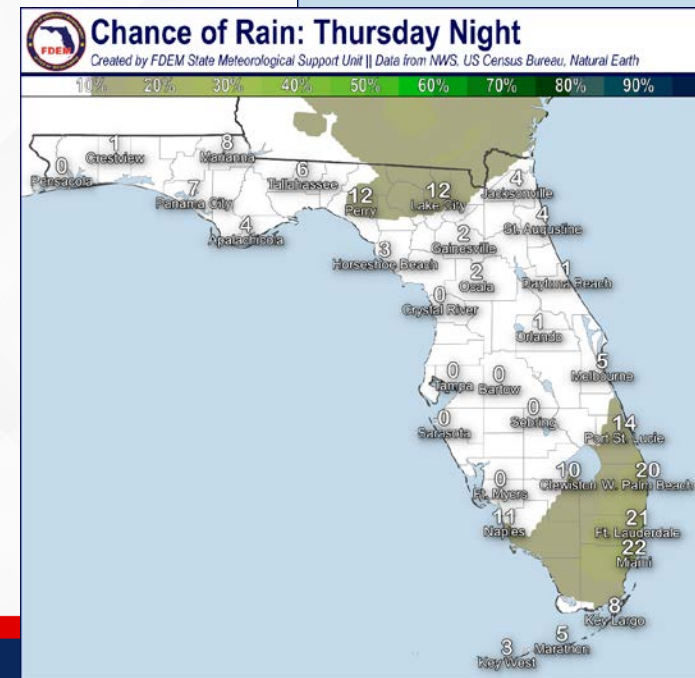 FDEM
Chance of Rain: Thursday Night
Created by FDEM State Meteorological Support Unit || Data from NWS, US Census Bureau, Natural Earth
10% 20% 30% 40% 50% 60% 70% 80% 90%
0
Pensacola
1
Crestview
8
Marianna
7
Panama City
6
Tallahassee
4
Apalachicola
12
Perry
12
Lake City
4
Jacksonville
4
St. Augustine
2
Gainesville
3
Horseshoe Beach
2
Ocala
1
Daytona Beach
0
Crystal River
1
Orlando
5
Melbourne
0
Tampa
0
Bartow
0
Sarasota
0
Sebring
14
Port St. Lucie
0
Ft. Myers
10
Clewiston
20
W. Palm Beach
11
Naples
21
Ft. Lauderdale
22
Miami
8
Key Largo
5
Marathon
3
Key West